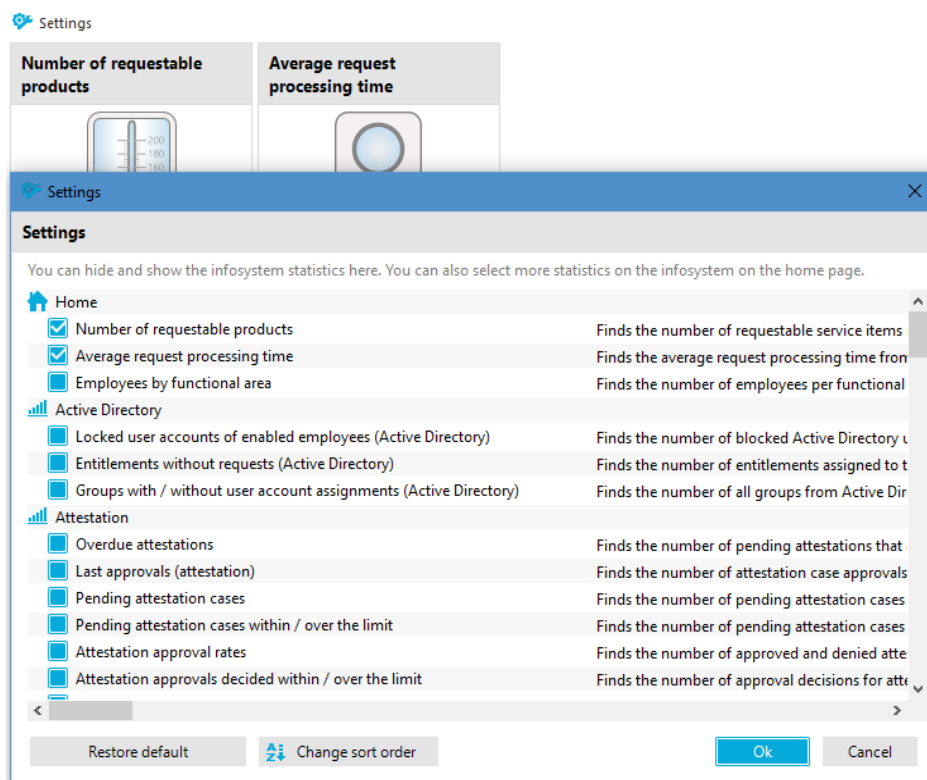 Settings
Number of requestable
products
Average request
processing time
200
180
160
Settings
Settings
You can hide and show the infosystem statistics here. You can also select more statistics on the infosystem on the home page.
Home
Number of requestable products Finds the number of requestable service items
Average request processing time Finds the average request processing time from
Employees by functional area Finds the number of employees per functional
Active Directory
Locked user accounts of enabled employees (Active Directory) Finds the number of blocked Active Directory
Entitlements without requests (Active Directory) Finds the number of entitlements assigned to
Groups with / without user account assignments (Active Directory) Finds the number of all groups from Active
Attestation
Overdue attestations Finds the number of pending attestations that
Last approvals (attestation) Finds the number of attestation case approvals
Pending attestation cases Finds the number of pending attestation cases
Pending attestation cases within / over the limit Finds the number of pending attestation cases
Attestation approval rates Finds the number of approved and denied
Attestation approvals decided within / over the limit Finds the number of approval decisions for
Restore default
Change sort order
Ok
Cancel